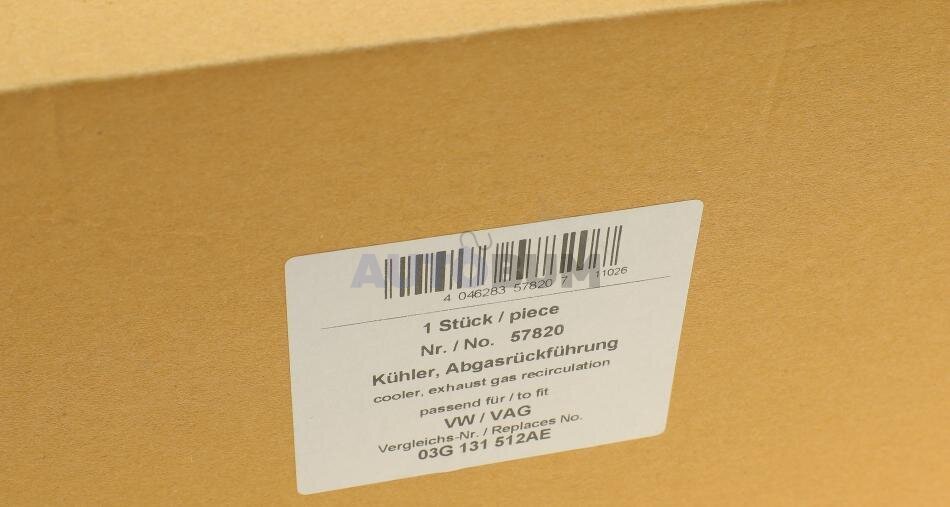 AUTOBUM
4 046283 57820 7 11026
1 Stück / piece
Nr. / No. 57820
Kühler, Abgasrückführung
cooler, exhaust gas recirculation
passend für / to fit
VW / VAG
Vergleichs-Nr. / Replaces No.
03G 131 512AE